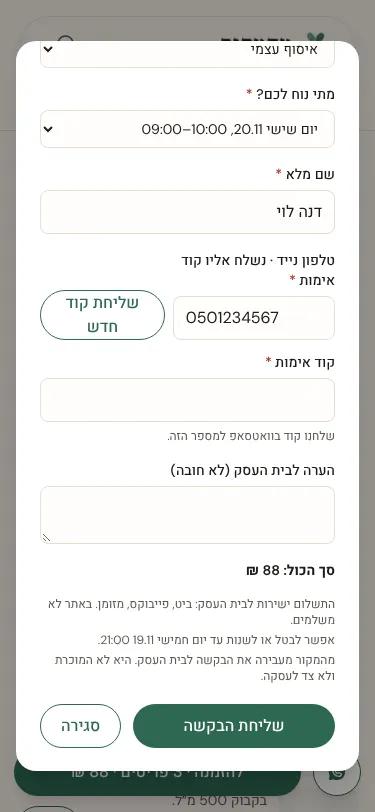 איסוף עצמי
מתי נוח לכם? *
יום שישי 20.11, 09:00–10:00
שם מלא *
דנה לוי
טלפון נייד · נשלח אליו קוד
אימות *
0501234567
שליחת קוד
חדש
קוד אימות *
שלחנו קוד בוואטסאפ למספר הזה.
הערה לבית העסק (לא חובה)
סך הכול: 88 ₪
התשלום ישירות לבית העסק: ביט, פייבוקס, מזומן. באתר לא
משלמים.
אפשר לבטל או לשנות עד יום חמישי 19.11 21:00.
מהמקור מעבירה את הבקשה לבית העסק. היא לא המוכרת
ולא צד לעסקה.
שליחת הבקשה
סגירה
להזמנה · 3 פריטים · 88 ₪
בקבוק 500 מ"ל.